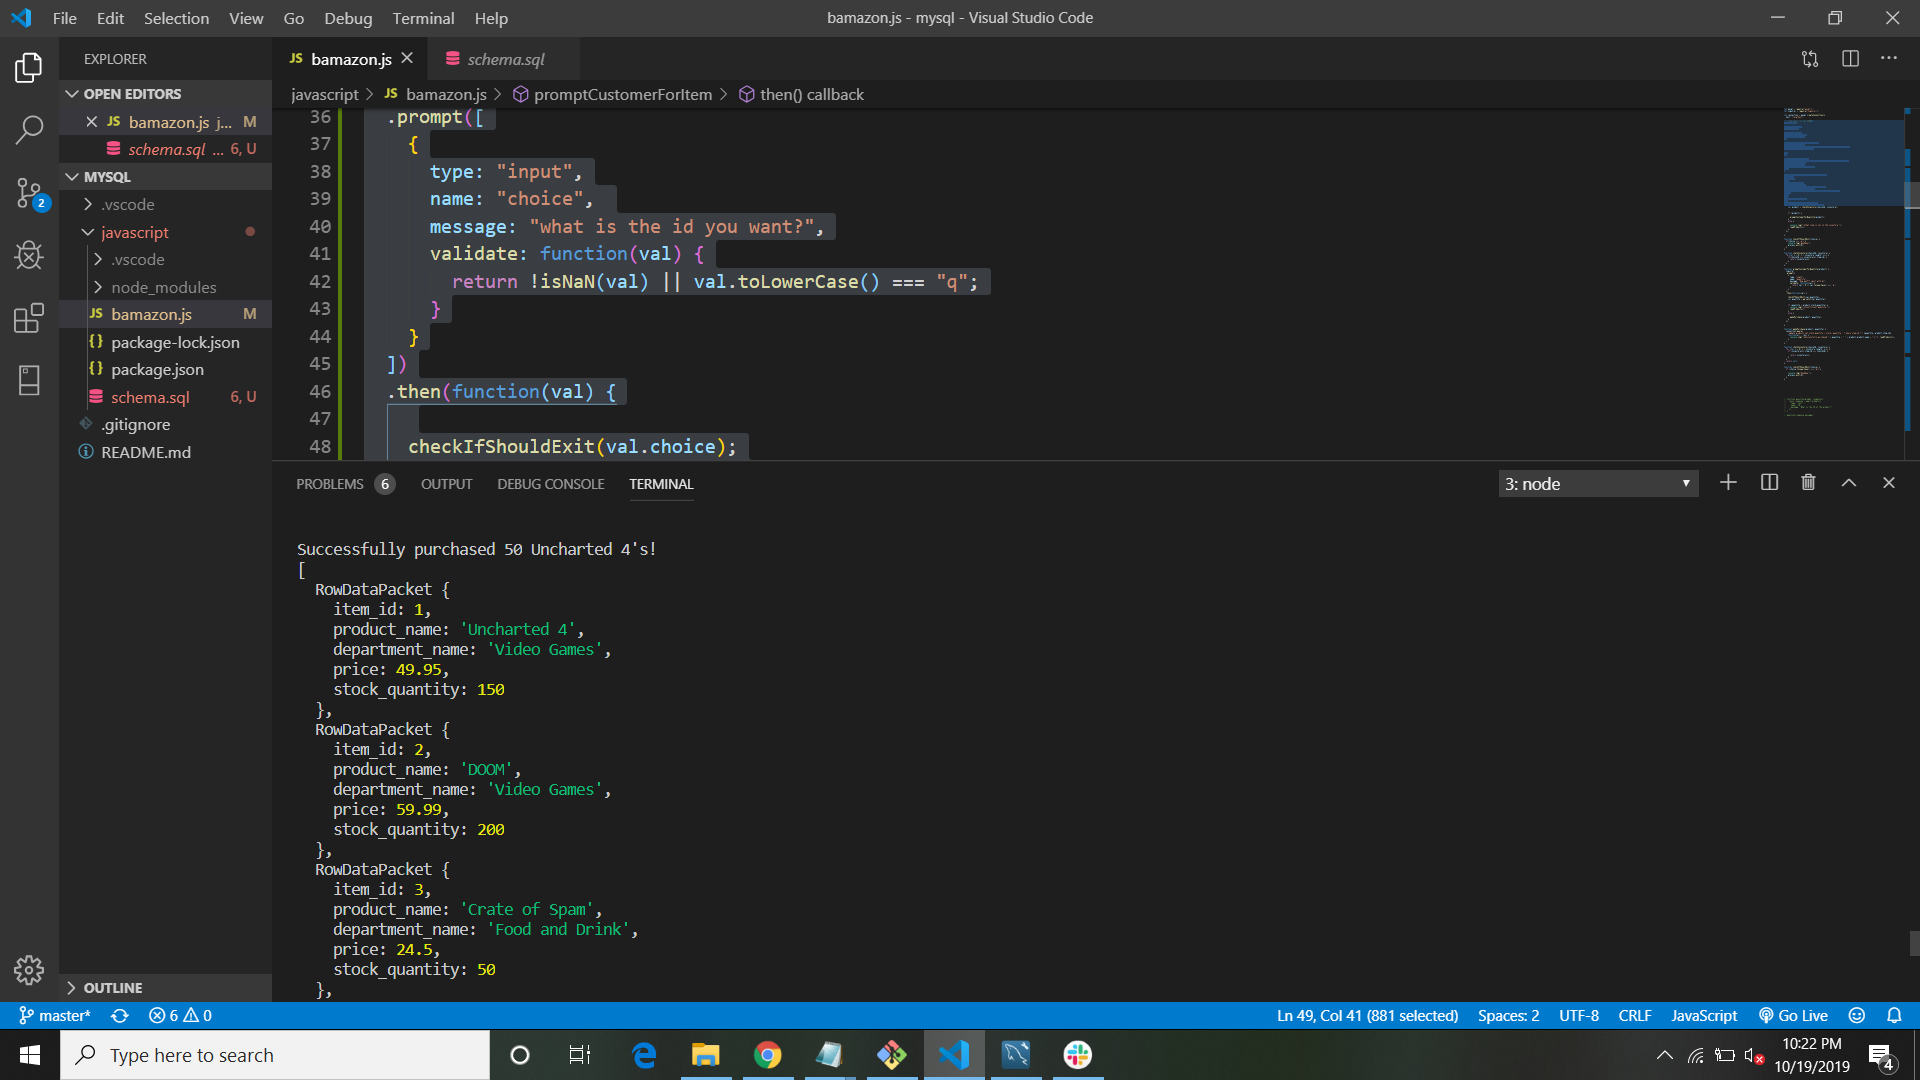 File Edit Selection View Go Debug Terminal Help
bamazon.js - mysql - Visual Studio Code
EXPLORER
OPEN EDITORS
JS bamazon.js j... M
schema.sql ... 6, U
MYSQL
.vscode
javascript
.vscode
node_modules
JS bamazon.js M
{} package-lock.json
{} package.json
schema.sql 6, U
.gitignore
README.md
OUTLINE
2
JS bamazon.js
schema.sql
javascript > JS bamazon.js > promptCustomerForItem > then() callback
36 .prompt([
37 {
38 type: "input",
39 name: "choice",
40 message: "what is the id you want?",
41 validate: function(val) {
42 return !isNaN(val) || val.toLowerCase() === "q";
43 }
44 }
45 ])
46 .then(function(val) {
47
48 checkIfShouldExit(val.choice);
PROBLEMS 6 OUTPUT DEBUG CONSOLE TERMINAL
3: node
Successfully purchased 50 Uncharted 4's!
[
RowDataPacket {
item_id: 1,
product_name: 'Uncharted 4',
department_name: 'Video Games',
price: 49.95,
stock_quantity: 150
},
RowDataPacket {
item_id: 2,
product_name: 'DOOM',
department_name: 'Video Games',
price: 59.99,
stock_quantity: 200
},
RowDataPacket {
item_id: 3,
product_name: 'Crate of Spam',
department_name: 'Food and Drink',
price: 24.5,
stock_quantity: 50
},
master* 6 0
Ln 49, Col 41 (881 selected) Spaces: 2 UTF-8 CRLF JavaScript Go Live
Type here to search
10:22 PM
10/19/2019
4